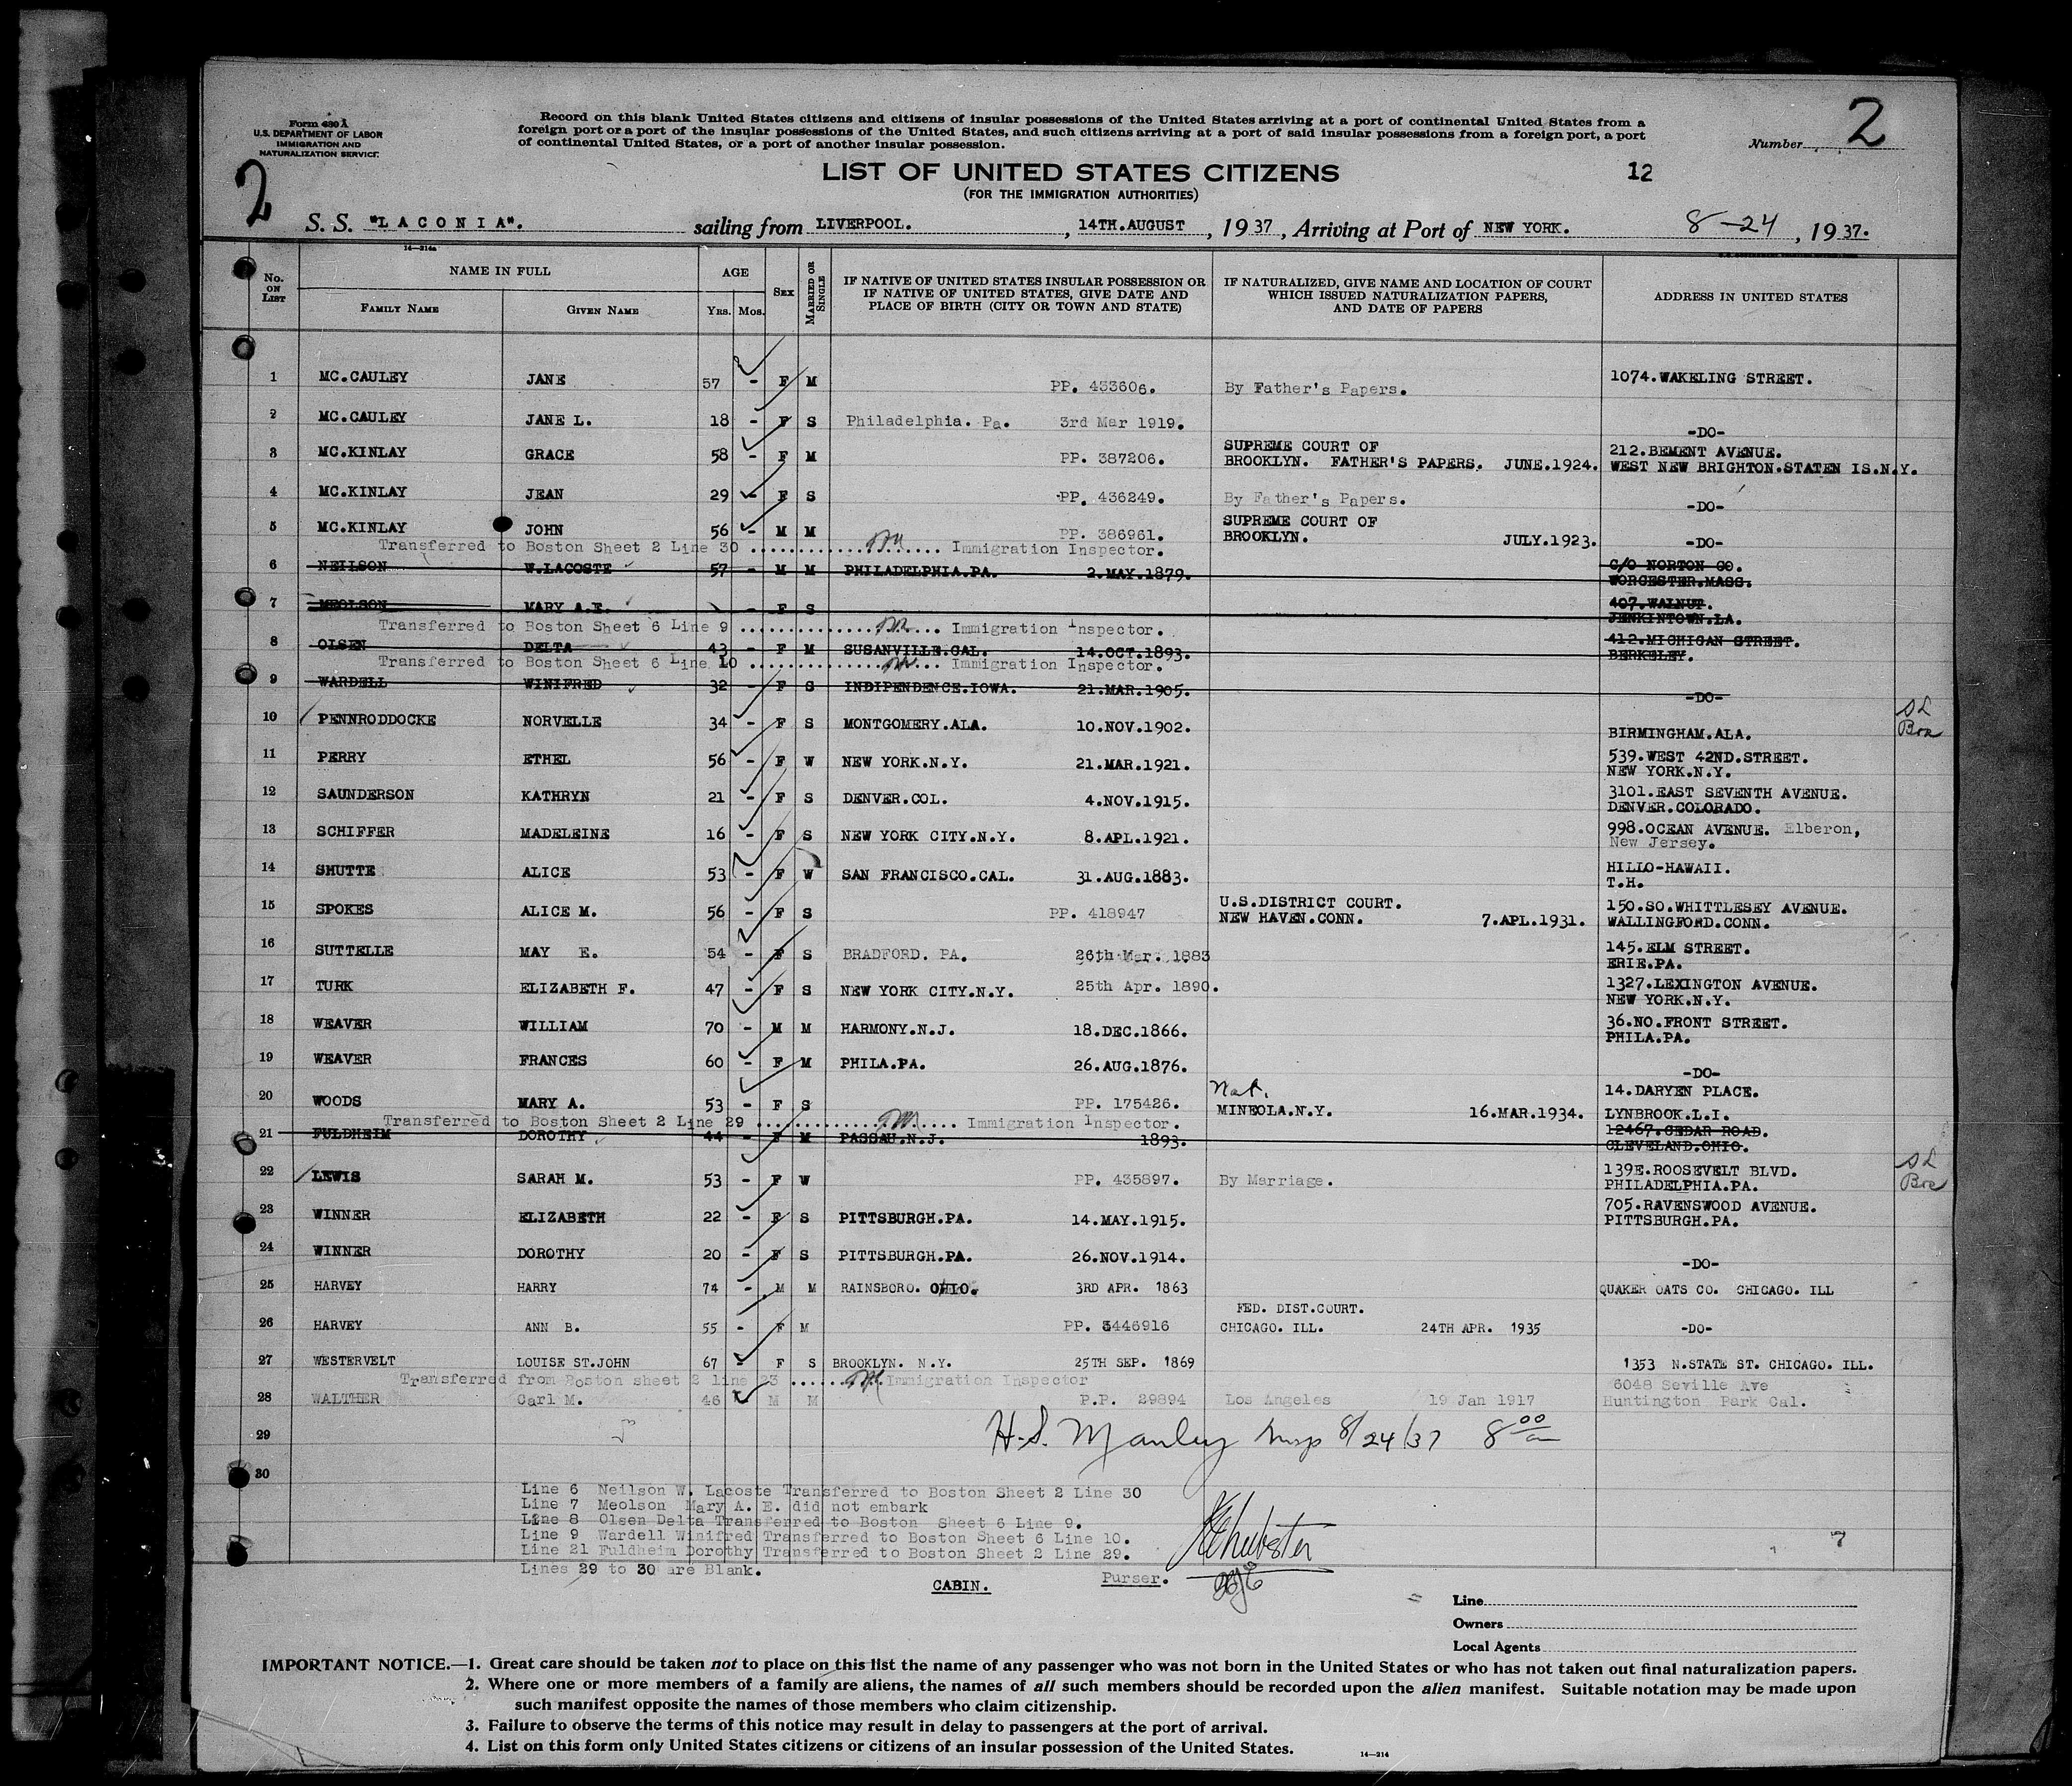 Form 630 A
U.S. DEPARTMENT OF LABOR
IMMIGRATION AND
NATURALIZATION SERVICE
Record on this blank United States citizens and citizens of insular possessions of the United States arriving at a port of continental United States from a
foreign port or a port of the insular possessions of the United States, and such citizens arriving at a port of said insular possessions from a foreign port, a port
of continental United States, or a port of another insular possession.
Number 2
2
LIST OF UNITED STATES CITIZENS 12
(FOR THE IMMIGRATION AUTHORITIES)
S. S. "LACONIA". sailing from LIVERPOOL. , 14TH.AUGUST , 1937 , Arriving at Port of NEW YORK. 8-24 , 1937.
14—214a
No. ON LIST NAME IN FULL FAMILY NAME GIVEN NAME AGE Yrs. Mos. SEX MARRIED OR SINGLE IF NATIVE OF UNITED STATES INSULAR POSSESSION OR IF NATIVE OF UNITED STATES, GIVE DATE AND PLACE OF BIRTH (CITY OR TOWN AND STATE) IF NATURALIZED, GIVE NAME AND LOCATION OF COURT WHICH ISSUED NATURALIZATION PAPERS, AND DATE OF PAPERS ADDRESS IN UNITED STATES
1 MC.CAULEY JANE 57 - F M PP. 433606. By Father's Papers. 1074.WAKELING STREET.
2 MC.CAULEY JANE L. 18 - F S Philadelphia. Pa. 3rd Mar 1919. -DO-
3 MC.KINLAY GRACE 58 - F M PP. 387206. SUPREME COURT OF BROOKLYN. FATHER'S PAPERS. JUNE.1924. 212.BEMENT AVENUE. WEST NEW BRIGHTON.STATEN IS.N.Y.
4 MC.KINLAY JEAN 29 - F S PP. 436249. By Father's Papers. -DO-
5 MC.KINLAY JOHN 56 - M M PP. 386961. SUPREME COURT OF BROOKLYN. JULY.1923. -DO-
Transferred to Boston Sheet 2 Line 30 .................... Immigration Inspector.
6 NEILSON W.LACOSTE 57 - M M PHILADELPHIA.PA. 2.MAY.1879. C/O NORTON CO. WORCESTER.MASS.
7 MEOLSON MARY A.E. - F S 407.WALNUT. JENKINTOWN.LA.
Transferred to Boston Sheet 6 Line 9 .................... Immigration Inspector.
8 OLSEN DELTA 43 - F M SUSANVILLE.CAL. 14.OCT.1893. 412.MICHIGAN STREET. BERKELEY.
Transferred to Boston Sheet 6 Line 10 .................... Immigration Inspector.
9 WARDELL WINIFRED 32 - F S INDIPENDENCE.IOWA. 21.MAR.1905. -DO-
10 PENNRODDOCKE NORVELLE 34 - F S MONTGOMERY.ALA. 10.NOV.1902. BIRMINGHAM.ALA.
11 PERRY ETHEL 56 - F W NEW YORK.N.Y. 21.MAR.1921. 539.WEST 42ND.STREET. NEW YORK.N.Y.
12 SAUNDERSON KATHRYN 21 - F S DENVER.COL. 4.NOV.1915. 3101.EAST SEVENTH AVENUE. DENVER.COLORADO.
13 SCHIFFER MADELEINE 16 - F S NEW YORK CITY.N.Y. 8.APL.1921. 998.OCEAN AVENUE. Elberon, New Jersey.
14 SHUTTE ALICE 53 - F W SAN FRANCISCO.CAL. 31.AUG.1883. HILLO-HAWAII. T.H.
15 SPOKES ALICE M. 56 - F S PP. 418947 U.S.DISTRICT COURT. NEW HAVEN.CONN. 7.APL.1931. 150.SO.WHITTLESEY AVENUE. WALLINGFORD.CONN.
16 SUTTELLE MAY E. 54 - F S BRADFORD. PA. 26th Mar. 1883 145.ELM STREET. ERIE.PA.
17 TURK ELIZABETH F. 47 - F S NEW YORK CITY.N.Y. 25th Apr. 1890. 1327.LEXINGTON AVENUE. NEW YORK.N.Y.
18 WEAVER WILLIAM 70 - M M HARMONY.N.J. 18.DEC.1866. 36.NO.FRONT STREET. PHILA.PA.
19 WEAVER FRANCES 60 - F M PHILA.PA. 26.AUG.1876. -DO-
20 WOODS MARY A. 53 - F S PP. 175426. Nat. MINEOLA.N.Y. 16.MAR.1934. 14.DARYEN PLACE. LYNBROOK.L.I.
Transferred to Boston Sheet 2 Line 29 .................... Immigration Inspector.
21 FULDHEIM DOROTHY 44 - F M PASSAU.N.J. 1893. 12467.CEDAR ROAD. CLEVELAND.OHIO.
22 LEWIS SARAH M. 53 - F W PP. 435897. By Marriage. 139E.ROOSEVELT BLVD. PHILADELPHIA.PA.
23 WINNER ELIZABETH 22 - F S PITTSBURGH.PA. 14.MAY.1915. 705.RAVENSWOOD AVENUE. PITTSBURGH.PA.
24 WINNER DOROTHY 20 - F S PITTSBURGH.PA. 26.NOV.1914. -DO-
25 HARVEY HARRY 74 - M M RAINSBORO. OHIO. 3RD APR. 1863 QUAKER OATS CO. CHICAGO. ILL
26 HARVEY ANN B. 55 - F M PP. 3446916 FED. DIST.COURT. CHICAGO. ILL. 24TH APR. 1935 -DO-
27 WESTERVELT LOUISE ST.JOHN 67 - F S BROOKLYN. N.Y. 25TH SEP. 1869 1353 N.STATE ST. CHICAGO. ILL.
Transferred from Boston sheet 2 line 23 .......... Immigration Inspector
28 WALTHER Carl M. 46 M M P.P. 29894 Los Angeles 19 Jan 1917 6048 Seville Ave Huntington Park Cal.
29 H.S. Manley Insp 8/24/37 8 00 am
30
Line 6 Neilson W. Lacoste Transferred to Boston Sheet 2 Line 30
Line 7 Meolson Mary A. E. did not embark
Line 8 Olsen Delta Transferred to Boston Sheet 6 Line 9.
Line 9 Wardell Winifred Transferred to Boston Sheet 6 Line 10.
Line 21 Fuldheim Dorothy Transferred to Boston Sheet 2 Line 29.
Lines 29 to 30 are Blank.
CABIN. Purser.
Line
Owners
Local Agents
IMPORTANT NOTICE.—1. Great care should be taken not to place on this list the name of any passenger who was not born in the United States or who has not taken out final naturalization papers.
2. Where one or more members of a family are aliens, the names of all such members should be recorded upon the alien manifest. Suitable notation may be made upon
such manifest opposite the names of those members who claim citizenship.
3. Failure to observe the terms of this notice may result in delay to passengers at the port of arrival.
4. List on this form only United States citizens or citizens of an insular possession of the United States.
14—214